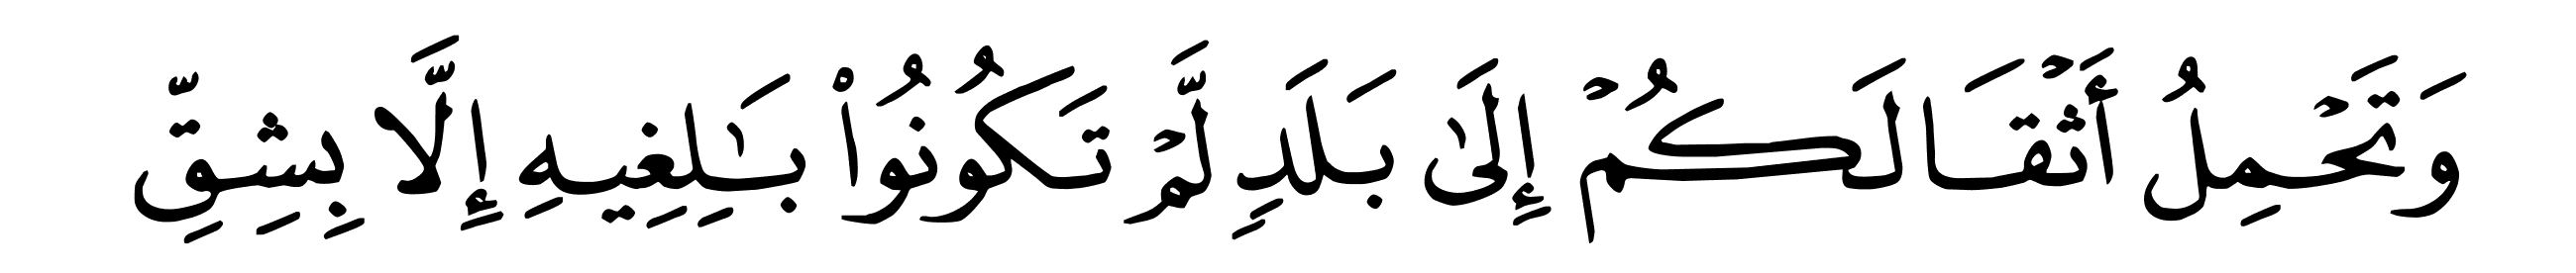 وَتَحْمِلُ أَثْقَالَكُمْ إِلَىٰ بَلَدٍ لَّمْ تَكُونُوا۟ بَـٰلِغِيهِ إِلَّا بِشِقِّ